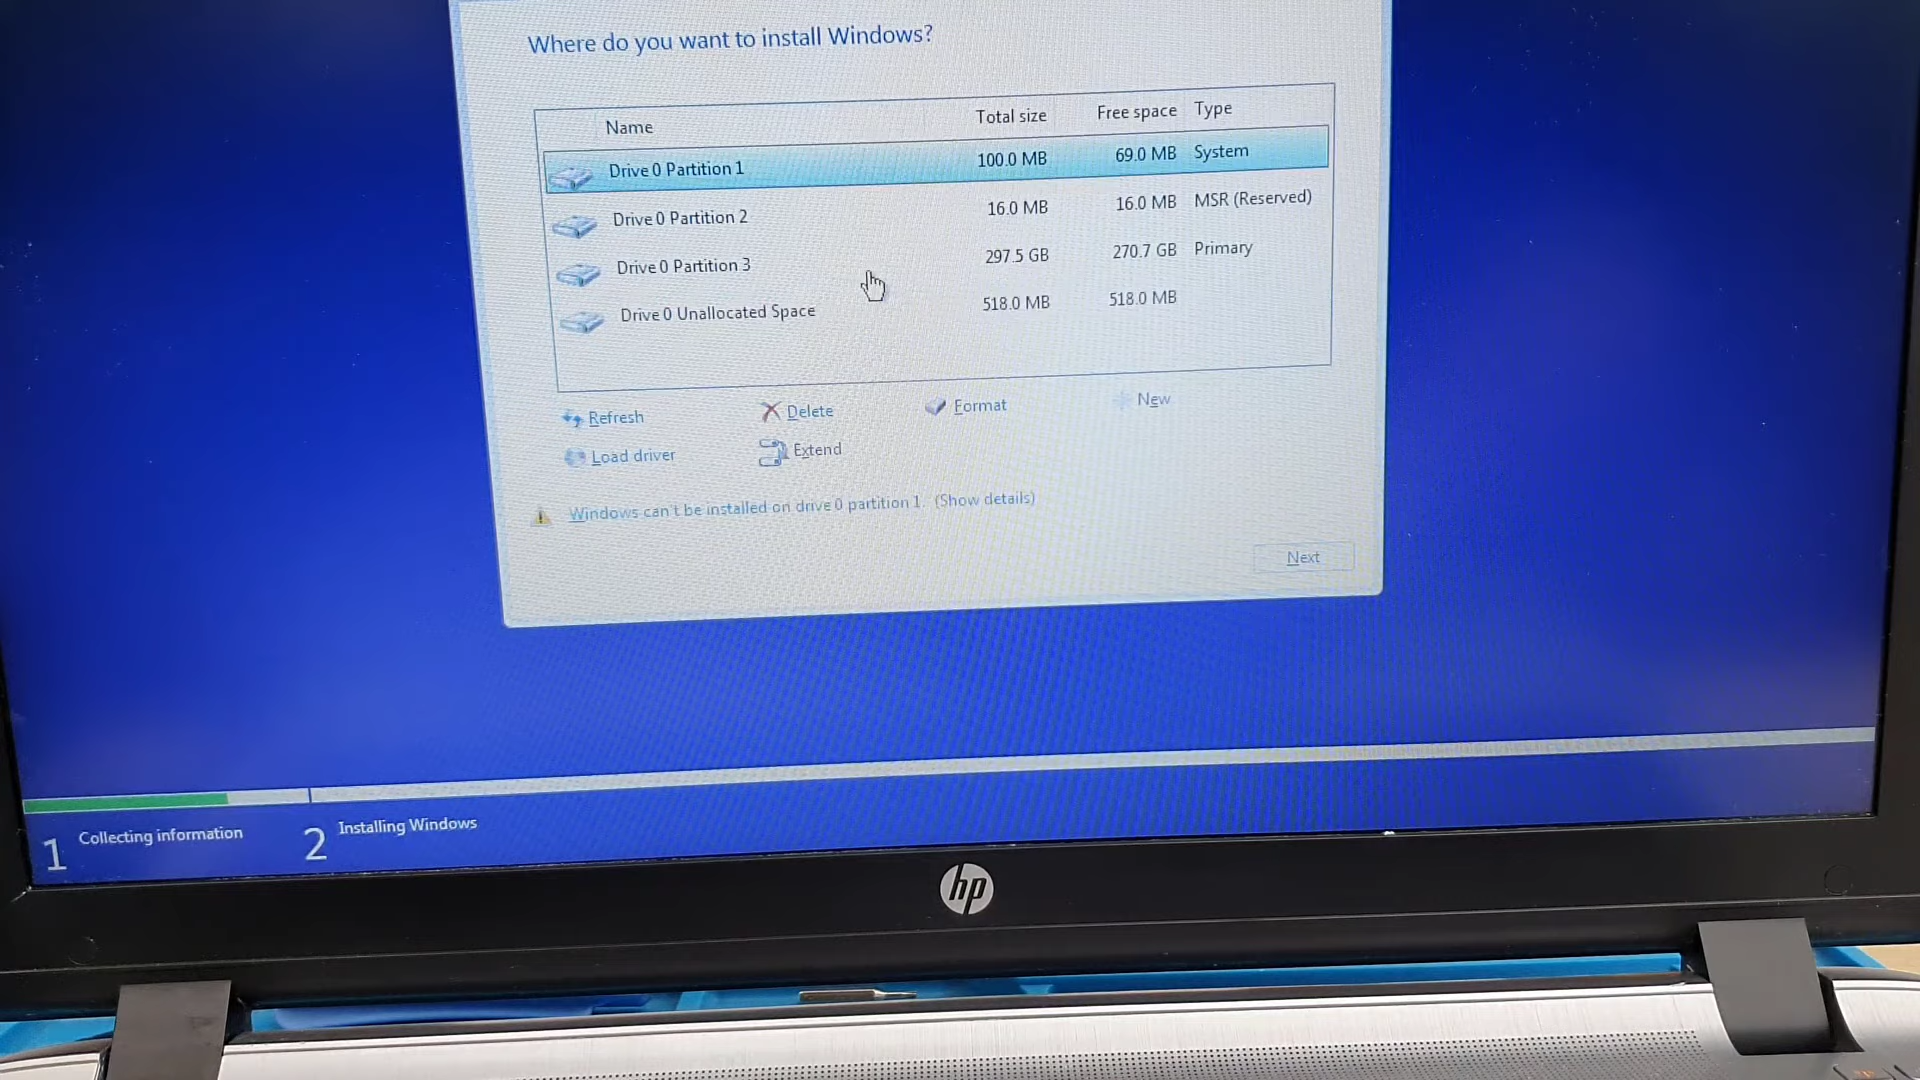 Where do you want to install Windows?
Name Total size Free space Type
Drive 0 Partition 1 100.0 MB 69.0 MB System
Drive 0 Partition 2 16.0 MB 16.0 MB MSR (Reserved)
Drive 0 Partition 3 297.5 GB 270.7 GB Primary
Drive 0 Unallocated Space 518.0 MB 518.0 MB
Refresh Delete Format New
Load driver Extend
Windows can't be installed on drive 0 partition 1. (Show details)
Next
1 Collecting information 2 Installing Windows
hp